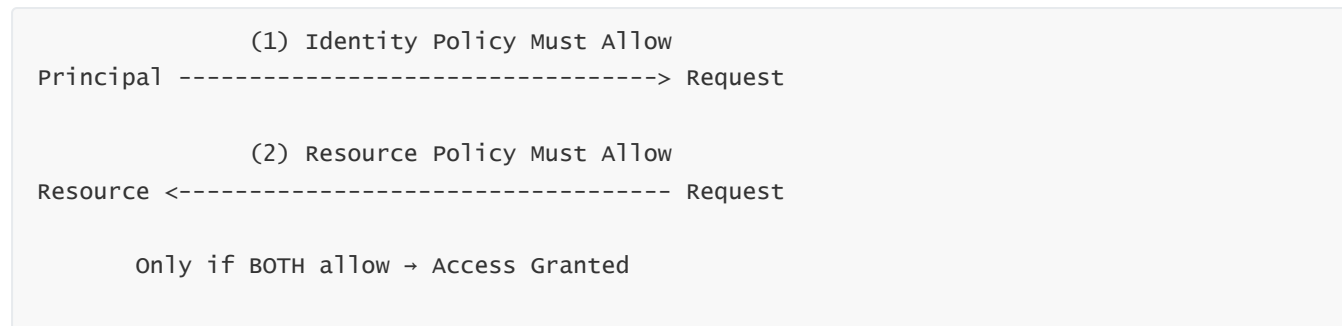 (1) Identity Policy Must Allow
Principal ----------------------------------> Request
(2) Resource Policy Must Allow
Resource <----------------------------------- Request
Only if BOTH allow → Access Granted